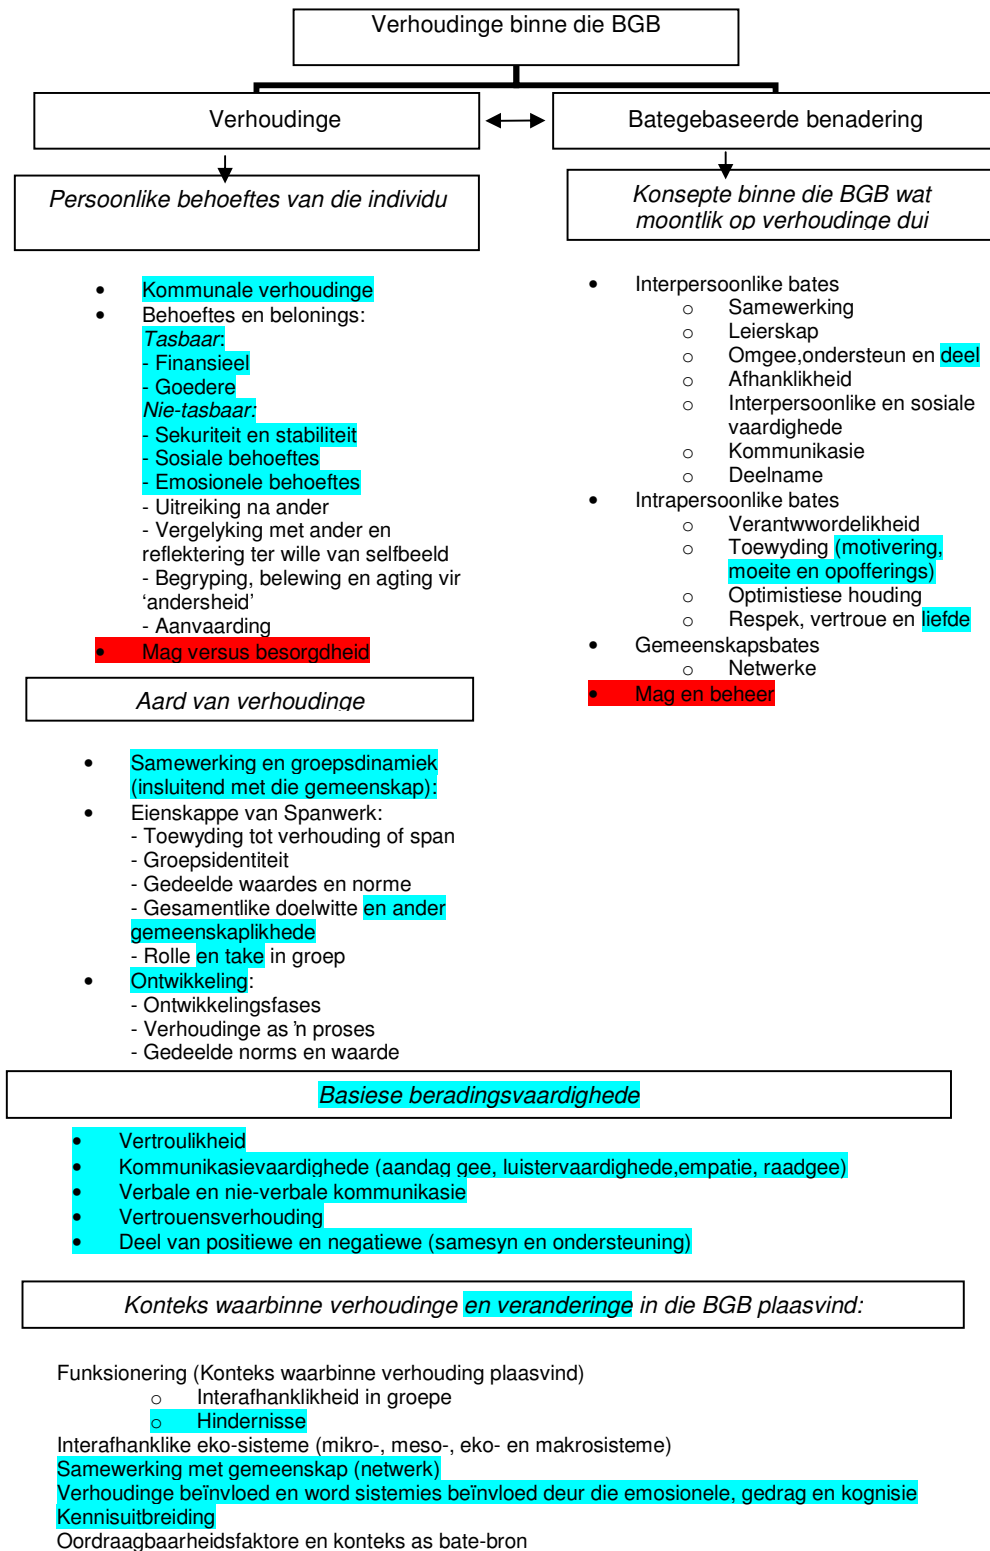 Verhoudinge binne die BGB
Verhoudinge
Bategebaseerde benadering
Persoonlike behoeftes van die individu
Konsepte binne die BGB wat
moontlik op verhoudinge dui
• Kommunale verhoudinge
• Behoeftes en belonings:
Tasbaar:
- Finansieel
- Goedere
Nie-tasbaar:
- Sekuriteit en stabiliteit
- Sosiale behoeftes
- Emosionele behoeftes
- Uitreiking na ander
- Vergelyking met ander en
reflektering ter wille van selfbeeld
- Begryping, belewing en agting vir
‘andersheid’
- Aanvaarding
• Mag versus besorgdheid
• Interpersoonlike bates
o Samewerking
o Leierskap
o Omgee,ondersteun en deel
o Afhanklikheid
o Interpersoonlike en sosiale
vaardighede
o Kommunikasie
o Deelname
• Intrapersoonlike bates
o Verantwwordelikheid
o Toewyding (motivering,
moeite en opofferings)
o Optimistiese houding
o Respek, vertroue en liefde
• Gemeenskapsbates
o Netwerke
• Mag en beheer
Aard van verhoudinge
• Samewerking en groepsdinamiek
(insluitend met die gemeenskap):
• Eienskappe van Spanwerk:
- Toewyding tot verhouding of span
- Groepsidentiteit
- Gedeelde waardes en norme
- Gesamentlike doelwitte en ander
gemeenskaplikhede
- Rolle en take in groep
• Ontwikkeling:
- Ontwikkelingsfases
- Verhoudinge as ’n proses
- Gedeelde norms en waarde
Basiese beradingsvaardighede
• Vertroulikheid
• Kommunikasievaardighede (aandag gee, luistervaardighede,empatie, raadgee)
• Verbale en nie-verbale kommunikasie
• Vertrouensverhouding
• Deel van positiewe en negatiewe (samesyn en ondersteuning)
Konteks waarbinne verhoudinge en veranderinge in die BGB plaasvind:
Funksionering (Konteks waarbinne verhouding plaasvind)
o Interafhanklikheid in groepe
o Hindernisse
Interafhanklike eko-sisteme (mikro-, meso-, eko- en makrosisteme)
Samewerking met gemeenskap (netwerk)
Verhoudinge beïnvloed en word sistemies beïnvloed deur die emosionele, gedrag en kognisie
Kennisuitbreiding
Oordraagbaarheidsfaktore en konteks as bate-bron